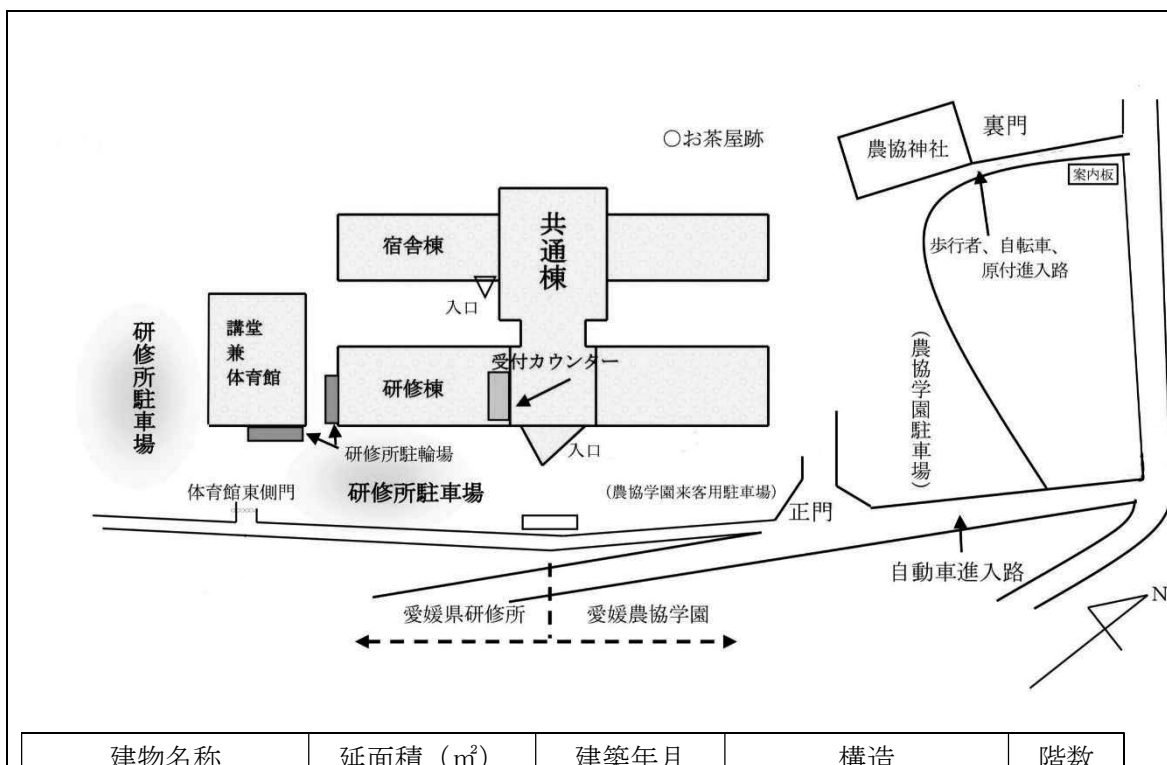 裏門
〇お茶屋跡
農協神社
案内板
共通棟
宿舎棟
歩行者、自転車、
原付進入路
入口
講堂
兼
体育館
研修所駐車場
(農協学園駐車場)
受付カウンター
研修棟
研修所駐輪場
入口
体育館東側門
研修所駐車場
(農協学園来客用駐車場)
正門
自動車進入路
N
愛媛県研修所
愛媛農協学園
建物名称 延面積（㎡） 建築年月 構造 階数